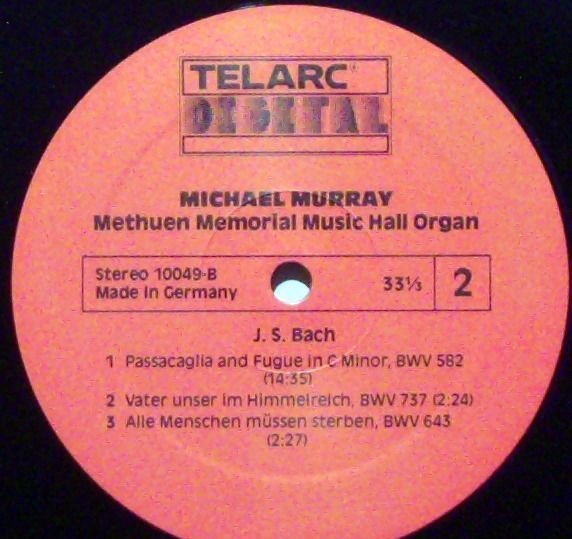 TELARC®
DIGITAL
MICHAEL MURRAY
Methuen Memorial Music Hall Organ
Stereo 10049-B
Made in Germany
33⅓
2
J. S. Bach
1 Passacaglia and Fugue in C Minor, BWV 582
(14:35)
2 Vater unser im Himmelreich, BWV 737 (2:24)
3 Alle Menschen müssen sterben, BWV 643
(2:27)